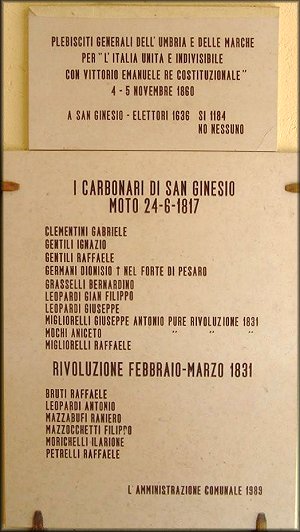 PLEBISCITI GENERALI DELL'UMBRIA E DELLE MARCHE
PER "L'ITALIA UNITA E INDIVISIBILE
CON VITTORIO EMANUELE RE COSTITUZIONALE"
4 - 5 NOVEMBRE 1860
A SAN GINESIO - ELETTORI 1636 SI 1184
NO NESSUNO
I CARBONARI DI SAN GINESIO
MOTO 24-6-1817
CLEMENTINI GABRIELE
GENTILI IGNAZIO
GENTILI RAFFAELE
GERMANI DIONISIO † NEL FORTE DI PESARO
GRASSELLI BERNARDINO
LEOPARDI GIAN FILIPPO
LEOPARDI GIUSEPPE
MIGLIORELLI GIUSEPPE ANTONIO PURE RIVOLUZIONE 1831
MOCHI ANICETO " " "
MIGLIORELLI RAFFAELE
RIVOLUZIONE FEBBRAIO-MARZO 1831
BRUTI RAFFAELE
LEOPARDI ANTONIO
MAZZABUFI RANIERO
MAZZOCCHETTI FILIPPO
MORICHELLI ILARIONE
PETRELLI RAFFAELE
L'AMMINISTRAZIONE COMUNALE 1989